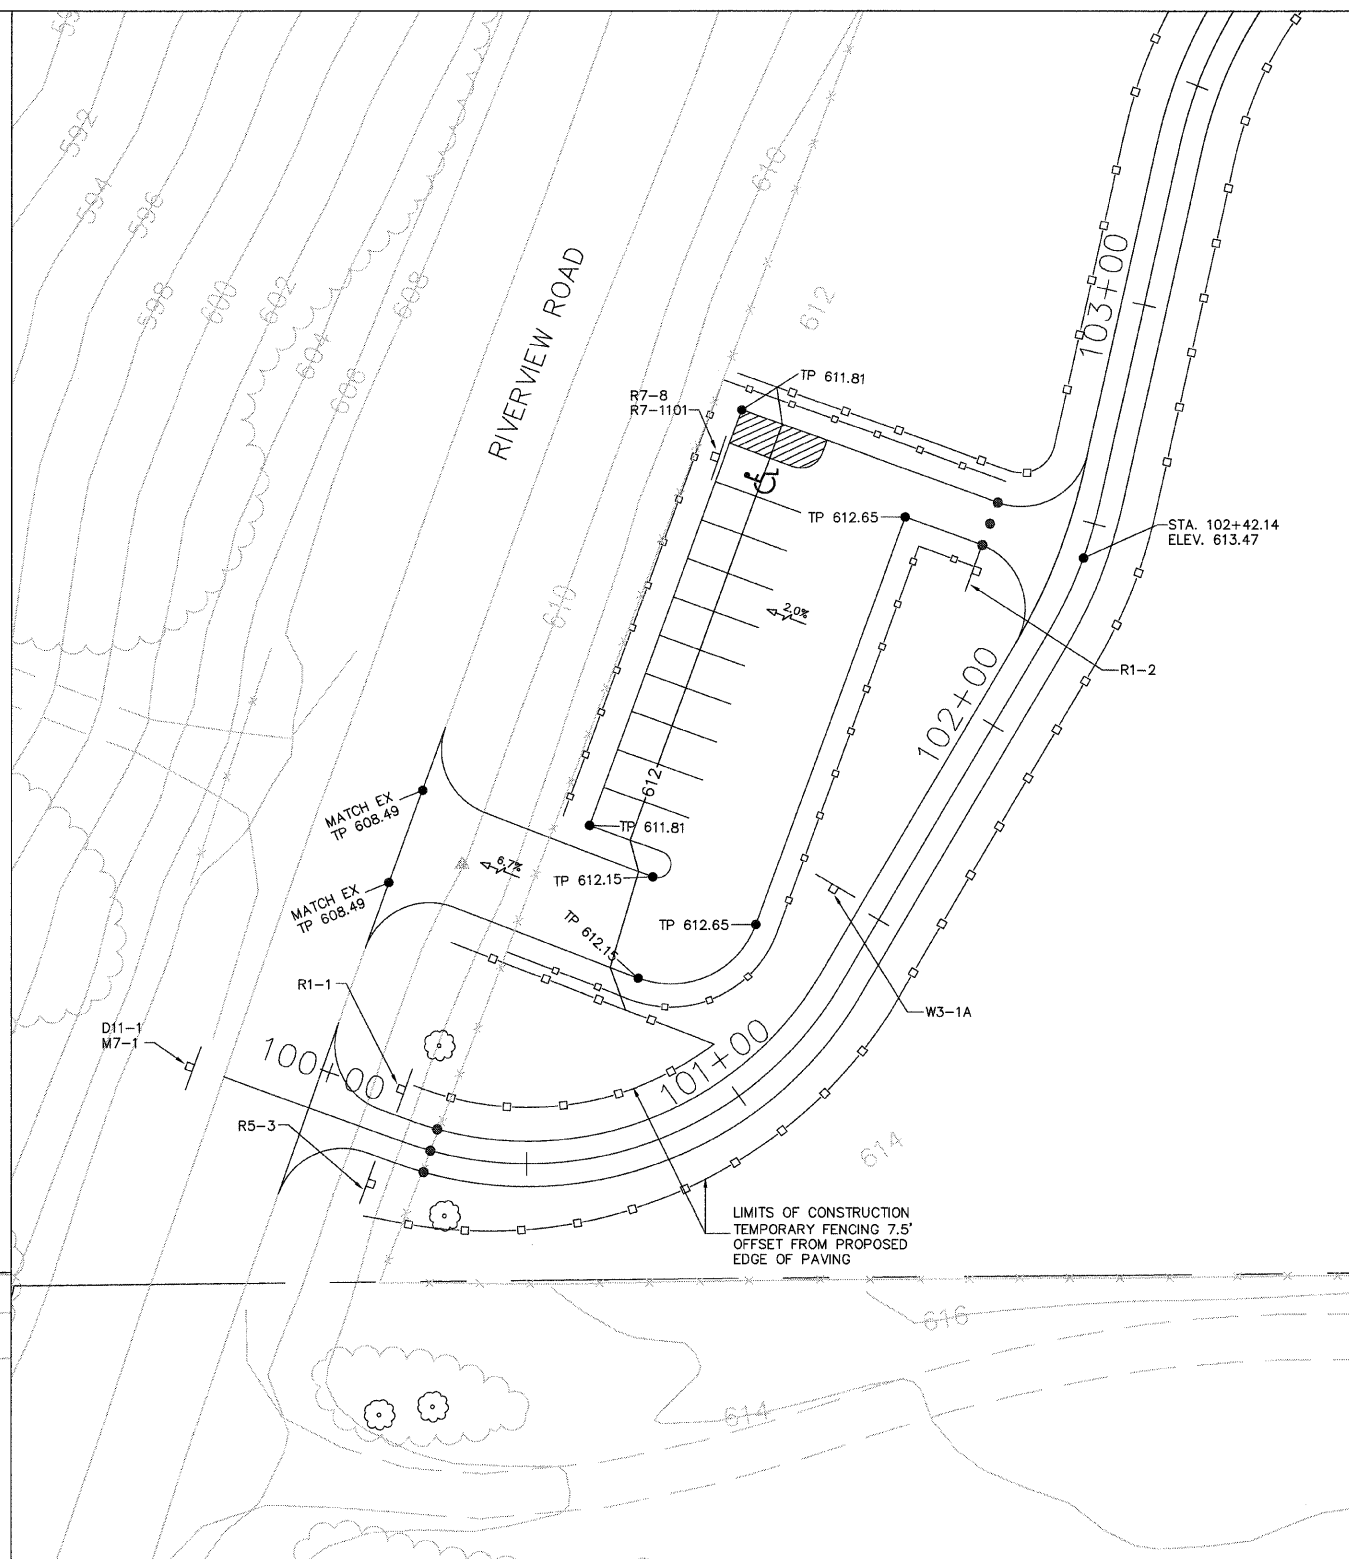 592
594
596
598
600
602
604
608
608
610
612
RIVERVIEW ROAD
103+00
TP 611.81
R7-8
R7-1101
TP 612.65
STA. 102+42.14
ELEV. 613.47
2.0%
610
R1-2
102+00
612
MATCH EX
TP 608.49
TP 611.81
6.7%
TP 612.15
MATCH EX
TP 608.49
TP 612.15
TP 612.65
R1-1
W3-1A
D11-1
M7-1
100+00
101+00
R5-3
614
LIMITS OF CONSTRUCTION
TEMPORARY FENCING 7.5'
OFFSET FROM PROPOSED
EDGE OF PAVING
616
614